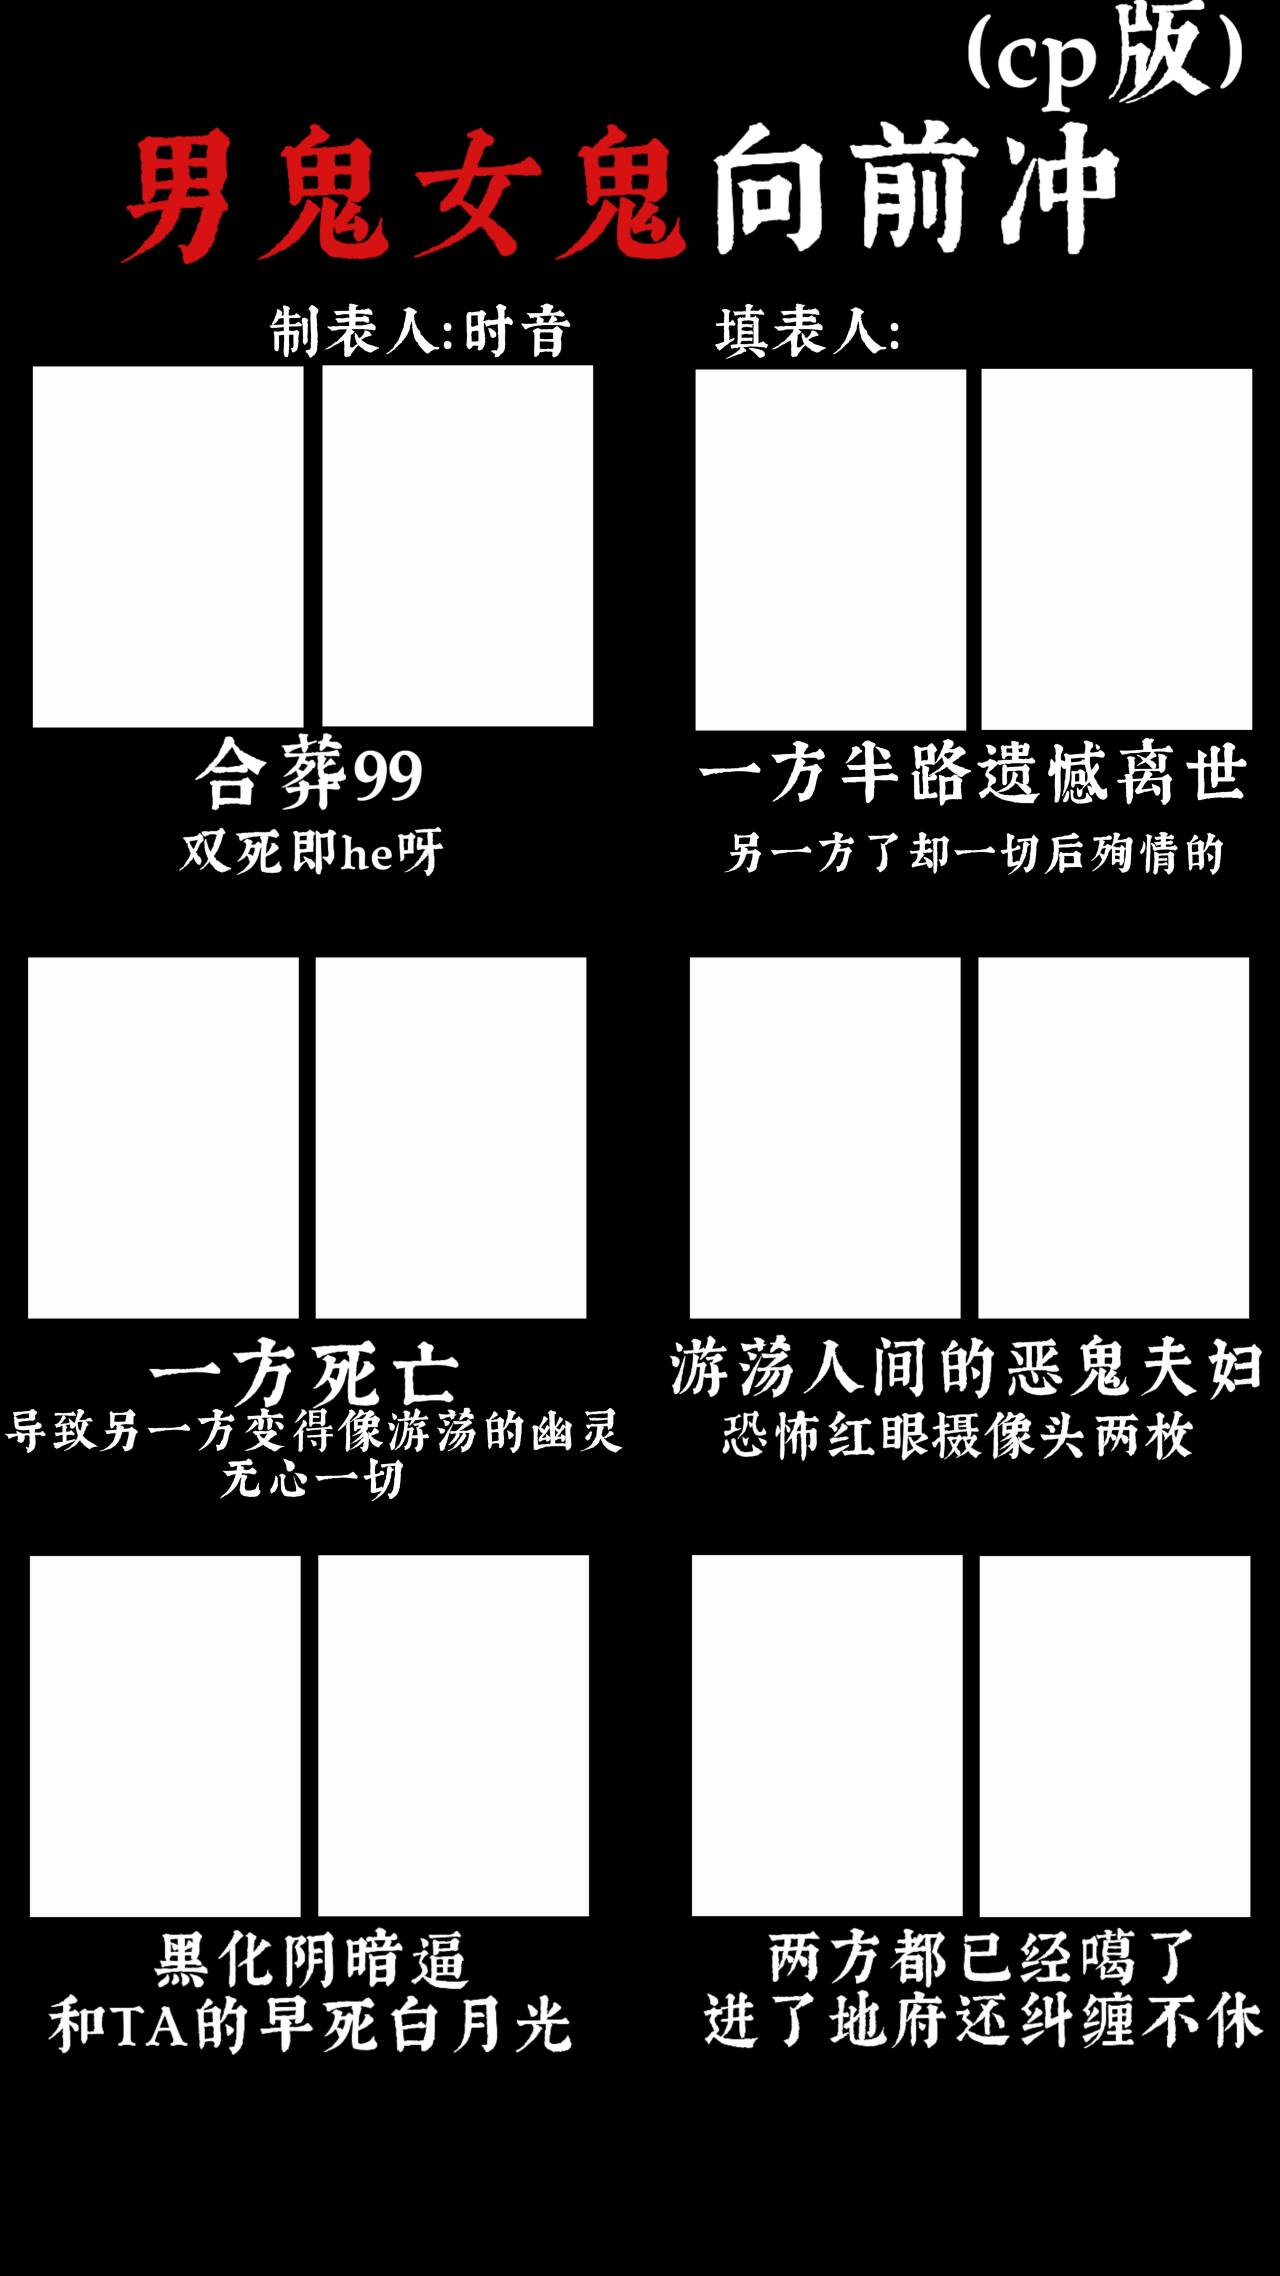 (cp版)
男鬼女鬼向前冲
制表人:时音 填表人:
合葬99
双死即he呀
一方半路遗憾离世
另一方了却一切后殉情的
一方死亡
导致另一方变得像游荡的幽灵
无心一切
游荡人间的恶鬼夫妇
恐怖红眼摄像头两枚
黑化阴暗逼
和TA的早死白月光
两方都已经噶了
进了地府还纠缠不休